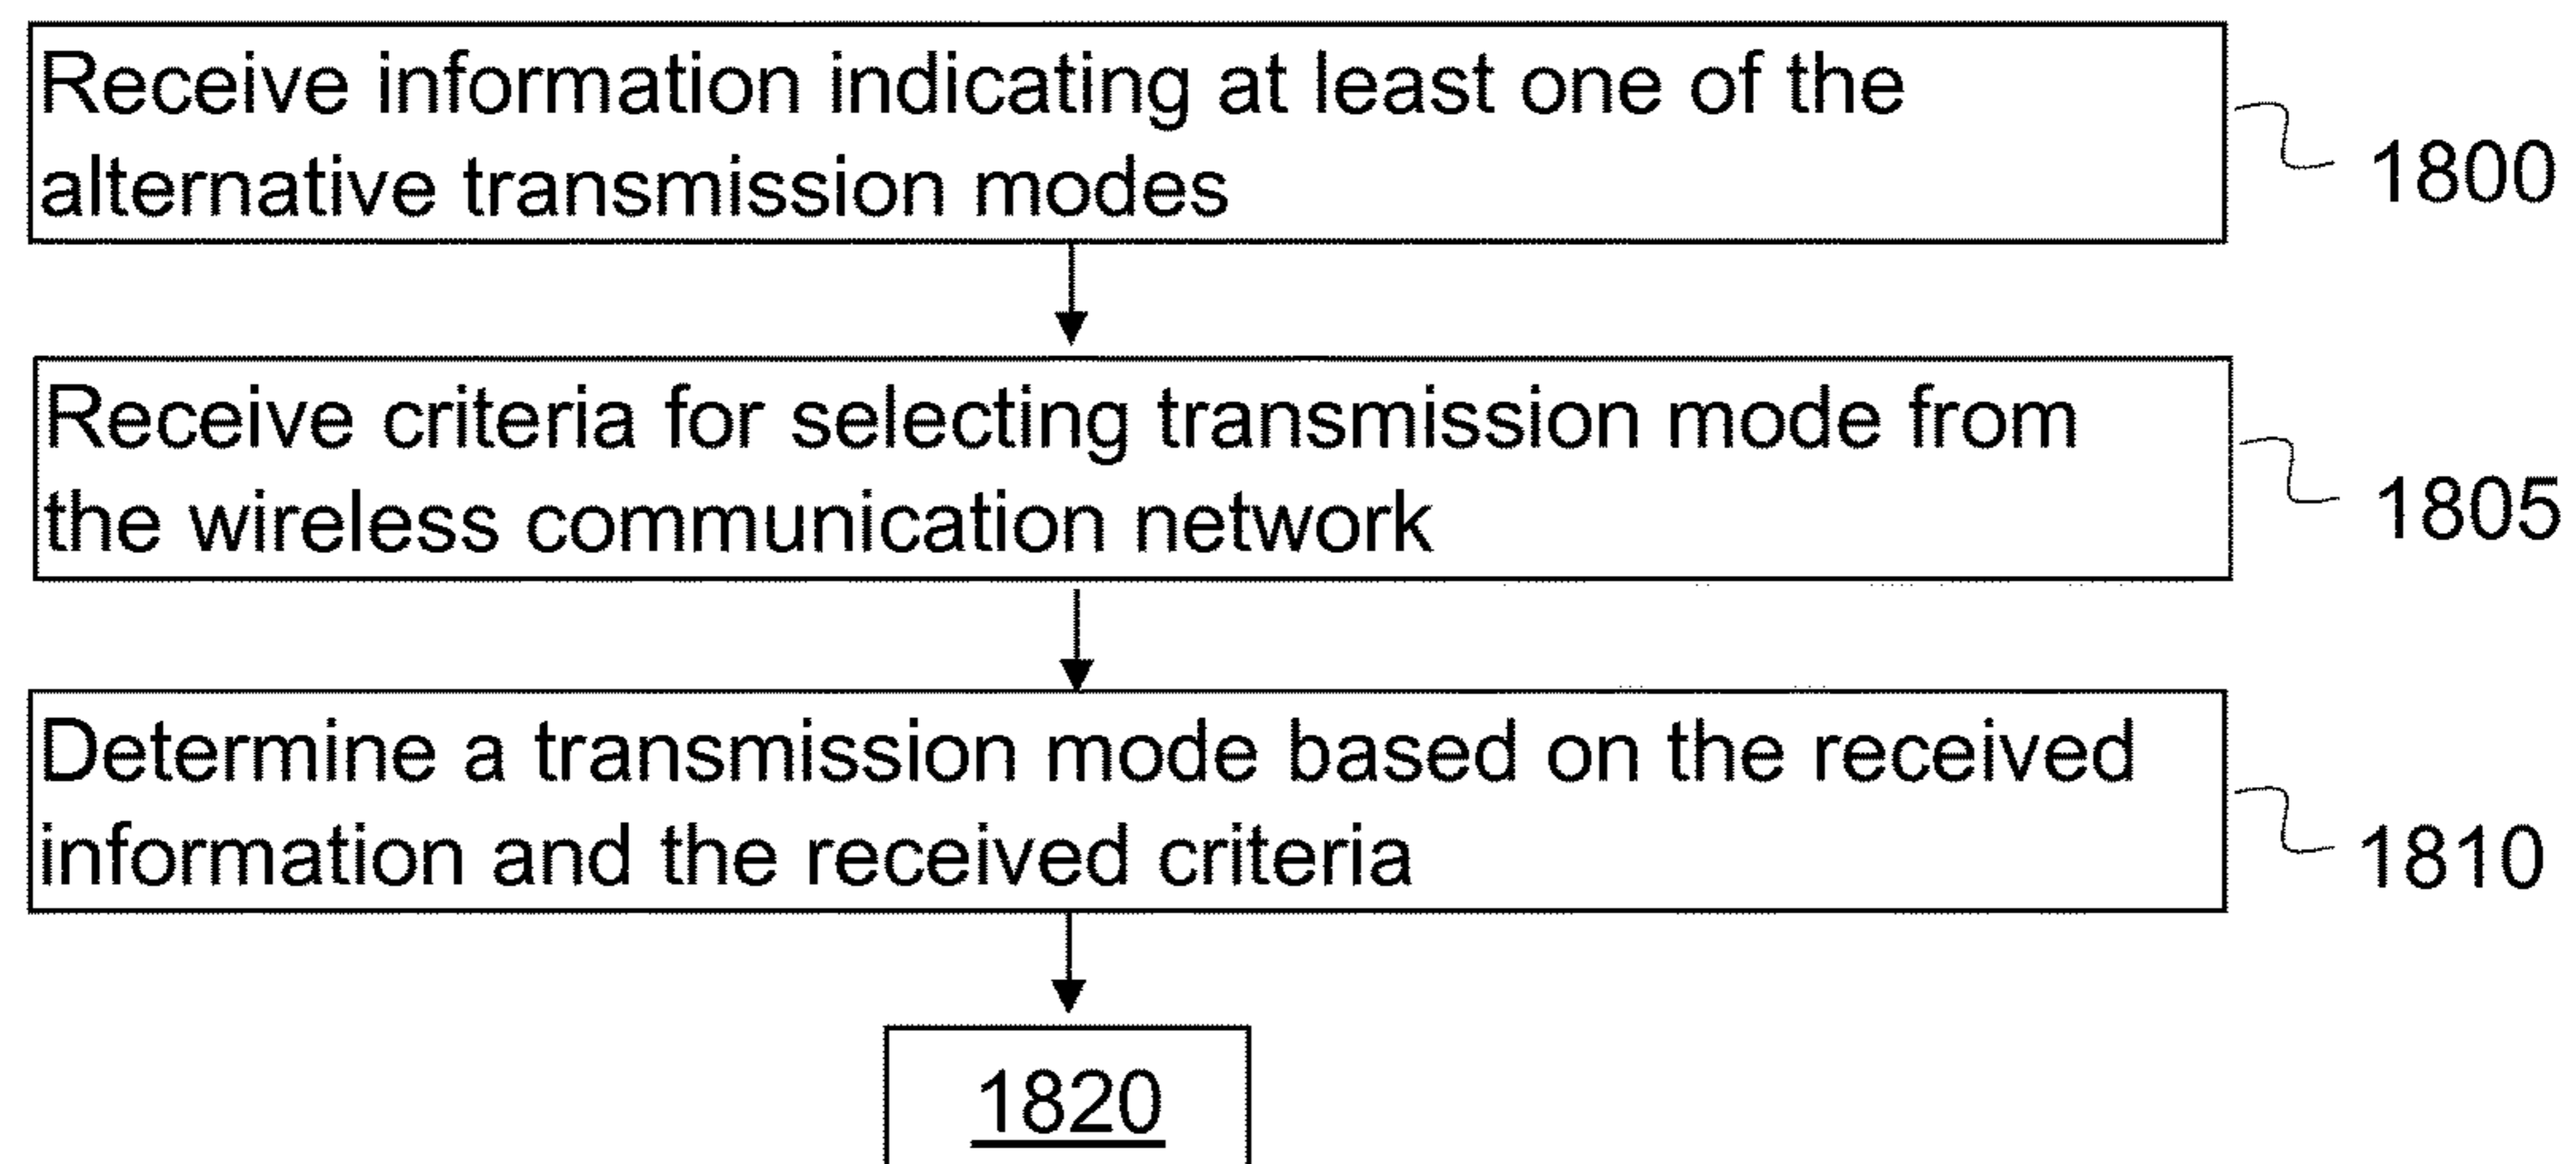 Receive information indicating at least one of the
alternative transmission modes
1800
Receive criteria for selecting transmission mode from
the wireless communication network
1805
Determine a transmission mode based on the received
information and the received criteria
1810
1820